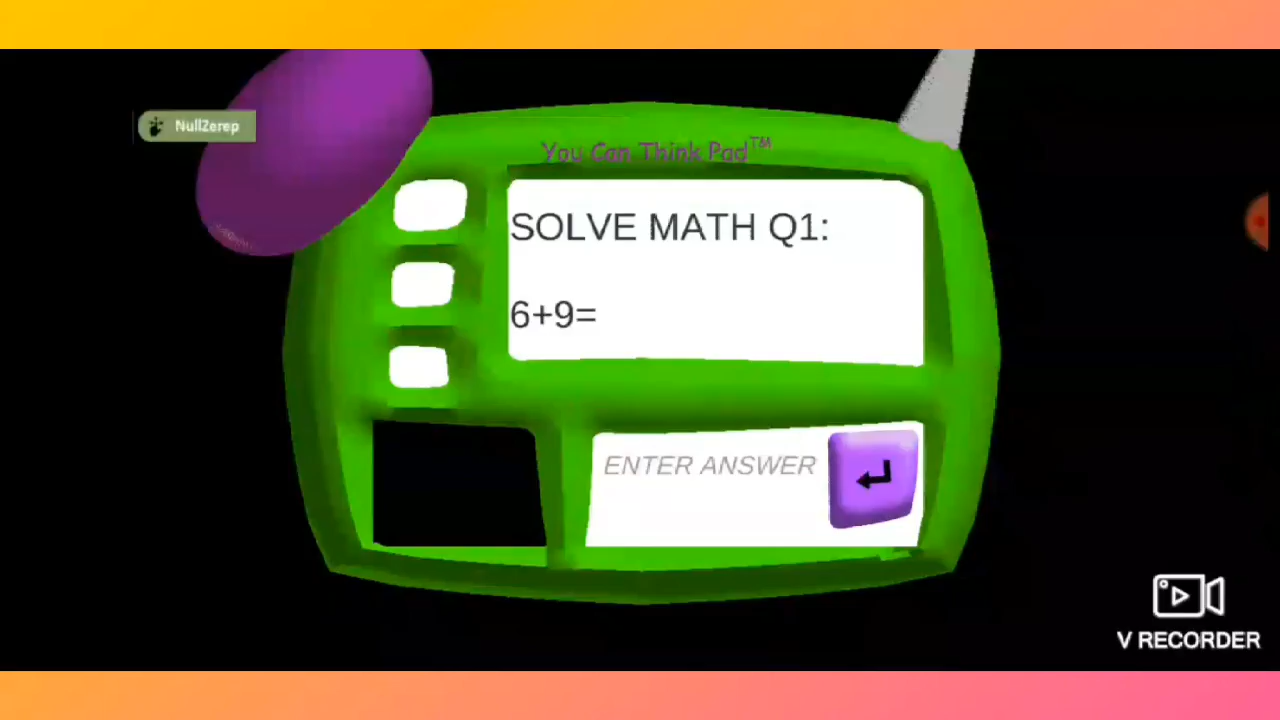 NullZerep
You Can Think Pad™
SOLVE MATH Q1:
6+9=
ENTER ANSWER
V RECORDER